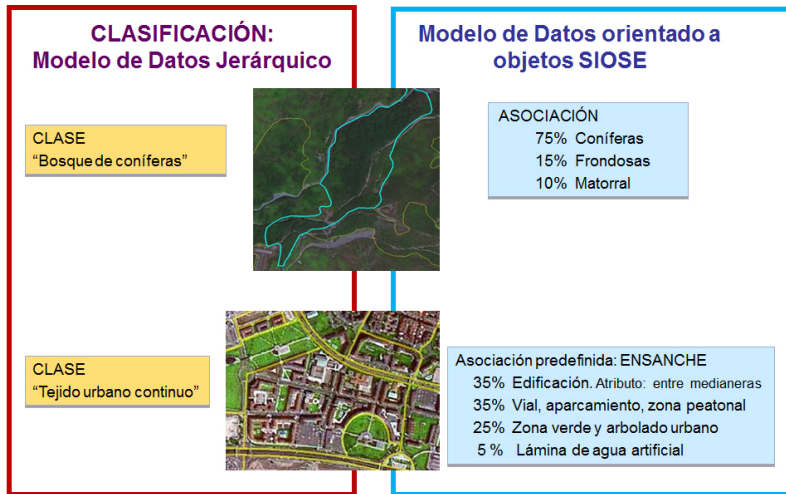 CLASIFICACIÓN:
Modelo de Datos Jerárquico
Modelo de Datos orientado a
objetos SIOSE
CLASE
“Bosque de coníferas”
ASOCIACIÓN
75% Coníferas
15% Frondosas
10% Matorral
CLASE
“Tejido urbano continuo”
Asociación predefinida: ENSANCHE
35% Edificación. Atributo: entre medianeras
35% Vial, aparcamiento, zona peatonal
25% Zona verde y arbolado urbano
5 % Lámina de agua artificial